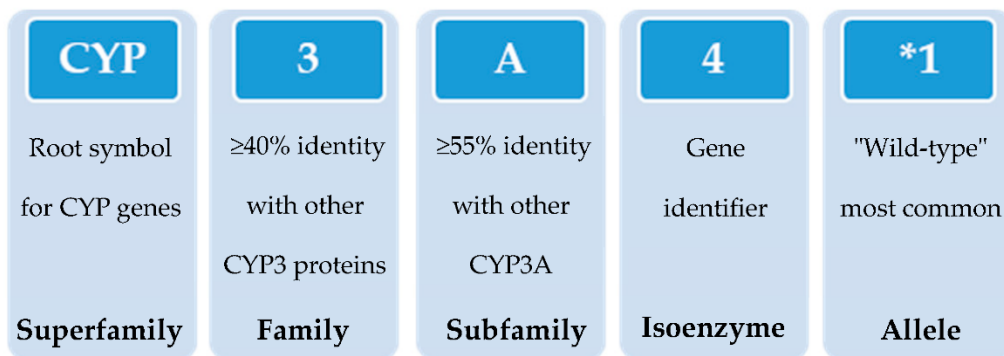 CYP
Root symbol
for CYP genes
Superfamily
3
≥40% identity
with other
CYP3 proteins
Family
A
≥55% identity
with other
CYP3A
Subfamily
4
Gene
identifier
Isoenzyme
*1
"Wild-type"
most common
Allele